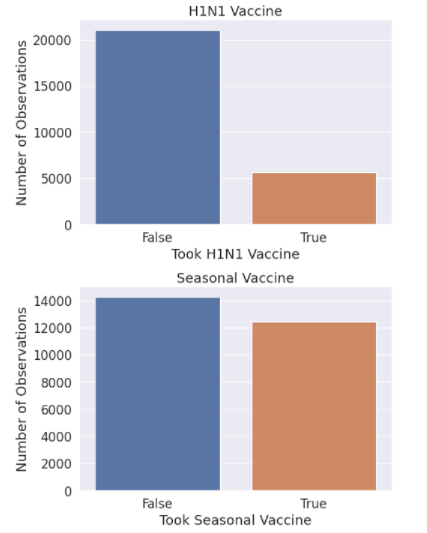 H1N1 Vaccine
Number of Observations
20000
15000
10000
5000
0
False True
Took H1N1 Vaccine
Seasonal Vaccine
Number of Observations
14000
12000
10000
8000
6000
4000
2000
0
False True
Took Seasonal Vaccine